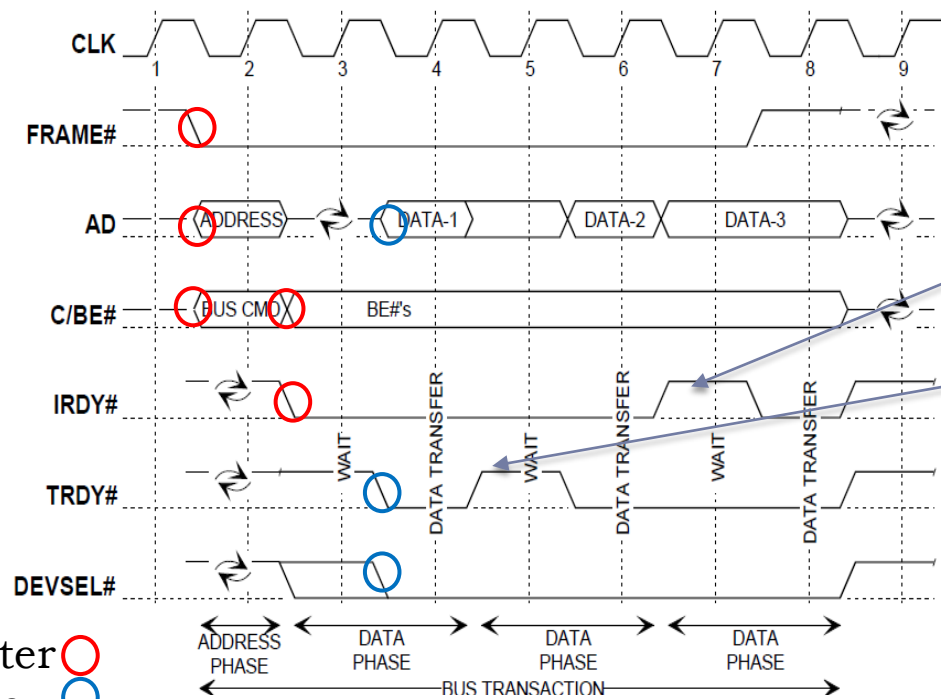 CLK
1 2 3 4 5 6 7 8 9
FRAME#
AD ADDRESS DATA-1 DATA-2 DATA-3
C/BE# BUS CMD BE#'s
IRDY#
WAIT DATA TRANSFER WAIT DATA TRANSFER WAIT DATA TRANSFER
TRDY#
DEVSEL#
ADDRESS DATA DATA DATA
PHASE PHASE PHASE PHASE
ter
BUS TRANSACTION